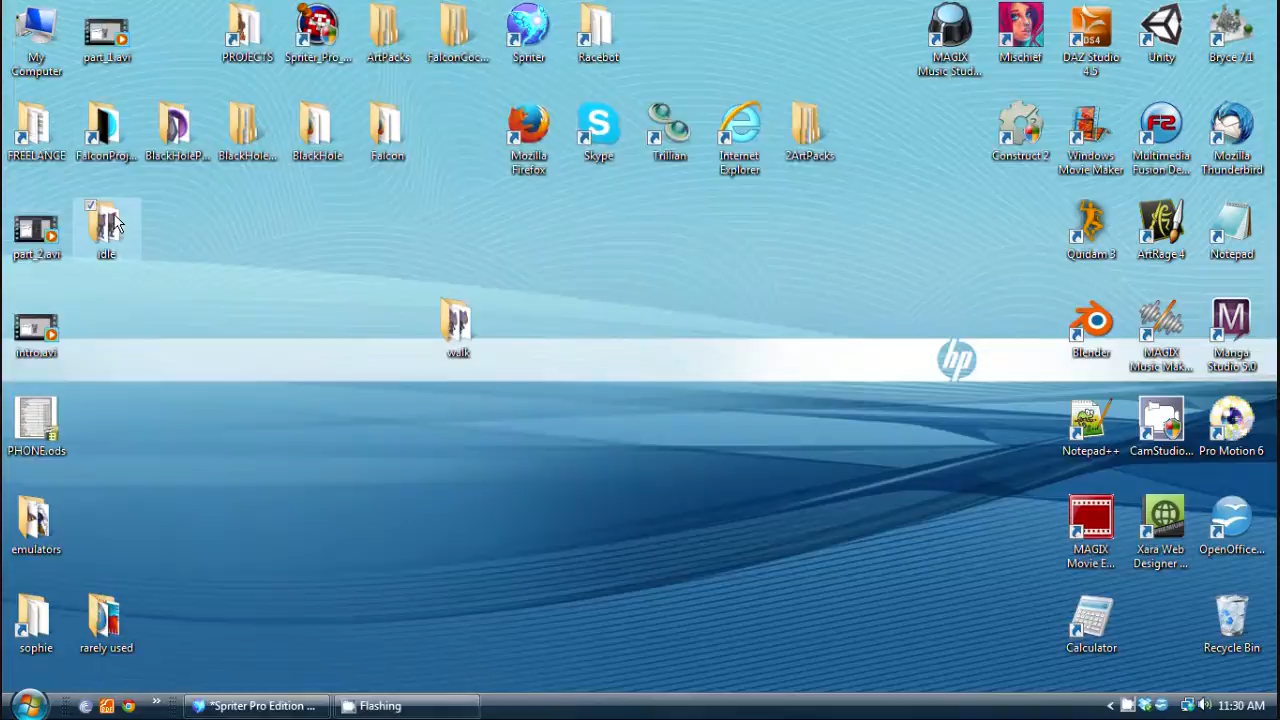 My
Computer
part_1.avi
PROJECTS
Spriter_Pro_...
ArtPacks
FalconCoc...
Spriter
Racebot
MAGIX
Music Stud...
Mischief
DS4
DAZ Studio
4.5
Unity
Bryce 7.1
FREELANCE
FalconProj...
BlackHoleP...
BlackHole...
BlackHole
Falcon
Mozilla
Firefox
Skype
Trillian
Internet
Explorer
2ArtPacks
Construct 2
Windows
Movie Maker
Multimedia
Fusion De...
Mozilla
Thunderbird
part_2.avi
idle
Quidam 3
ArtRage 4
Notepad
intro.avi
walk
hp
Blender
MAGIX
Music Mak...
Manga
Studio 5.0
PHONE.ods
Notepad++
CamStudio...
Pro Motion 6
emulators
MAGIX
Movie E...
Xara Web
Designer ...
OpenOffice...
sophie
rarely used
Calculator
Recycle Bin
*Spriter Pro Edition ...
Flashing
11:30 AM